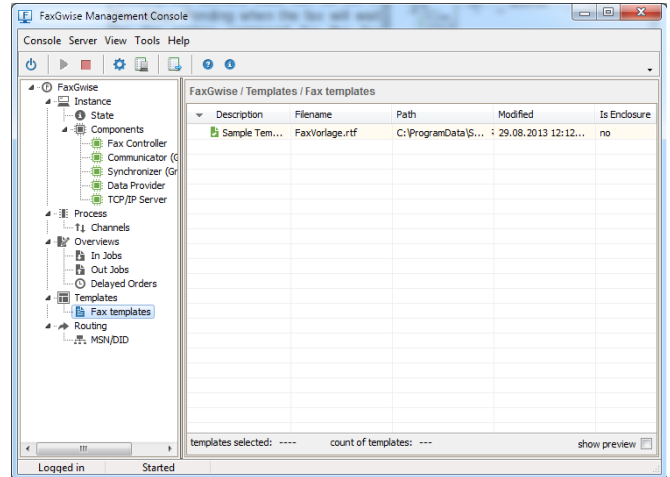 FaxGwise Management Console
Console Server View Tools Help
FaxGwise
Instance
State
Components
Fax Controller
Communicator (G
Synchronizer (Gr
Data Provider
TCP/IP Server
Process
Channels
Overviews
In Jobs
Out Jobs
Delayed Orders
Templates
Fax templates
Routing
MSN/DID
FaxGwise / Templates / Fax templates
Description Filename Path Modified Is Enclosure
Sample Tem... FaxVorlage.rtf C:\ProgramData\S... 29.08.2013 12:12... no
templates selected: ---- count of templates: --- show preview
Logged in Started